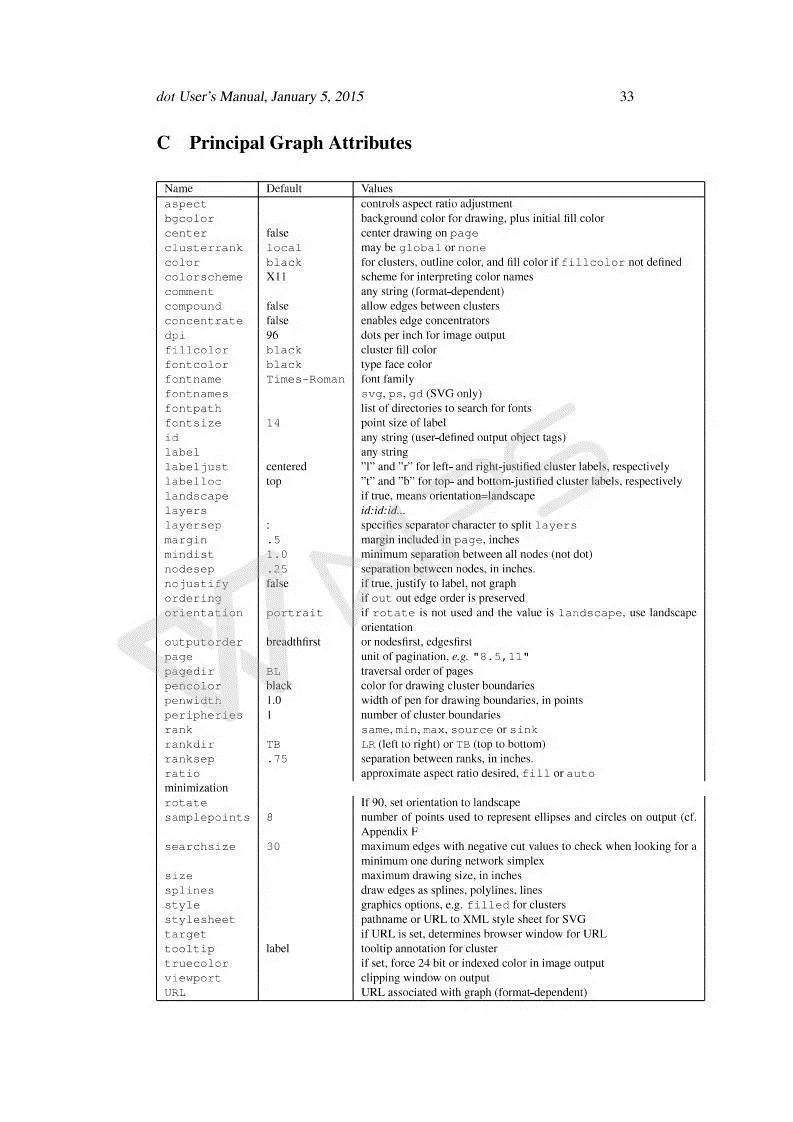 dot User's Manual, January 5, 2015 33
C Principal Graph Attributes
Name Default Values
aspect controls aspect ratio adjustment
bgcolor background color for drawing, plus initial fill color
center false center drawing on page
clusterrank local may be global or none
color black for clusters, outline color, and fill color if fillcolor not defined
colorscheme X11 scheme for interpreting color names
comment any string (format-dependent)
compound false allow edges between clusters
concentrate false enables edge concentrators
dpi 96 dots per inch for image output
fillcolor black cluster fill color
fontcolor black type face color
fontname Times-Roman font family
fontnames svg, ps, gd (SVG only)
fontpath list of directories to search for fonts
fontsize 14 point size of label
id any string (user-defined output object tags)
label any string
labeljust centered "l" and "r" for left- and right-justified cluster labels, respectively
labelloc top "t" and "b" for top- and bottom-justified cluster labels, respectively
landscape if true, means orientation=landscape
layers id:id:id...
layersep : specifies separator character to split layers
margin .5 margin included in page, inches
mindist 1.0 minimum separation between all nodes (not dot)
nodesep .25 separation between nodes, in inches.
nojustify false if true, justify to label, not graph
ordering if out out edge order is preserved
orientation portrait if rotate is not used and the value is landscape, use landscape
orientation
outputorder breadthfirst or nodesfirst, edgesfirst
page unit of pagination, e.g. "8.5,11"
pagedir BL traversal order of pages
pencolor black color for drawing cluster boundaries
penwidth 1.0 width of pen for drawing boundaries, in points
peripheries 1 number of cluster boundaries
rank same, min, max, source or sink
rankdir TB LR (left to right) or TB (top to bottom)
ranksep .75 separation between ranks, in inches.
ratio approximate aspect ratio desired, fill or auto
minimization
rotate If 90, set orientation to landscape
samplepoints 8 number of points used to represent ellipses and circles on output (cf.
Appendix F
searchsize 30 maximum edges with negative cut values to check when looking for a
minimum one during network simplex
size maximum drawing size, in inches
splines draw edges as splines, polylines, lines
style graphics options, e.g. filled for clusters
stylesheet pathname or URL to XML style sheet for SVG
target if URL is set, determines browser window for URL
tooltip label tooltip annotation for cluster
truecolor if set, force 24 bit or indexed color in image output
viewport clipping window on output
URL URL associated with graph (format-dependent)